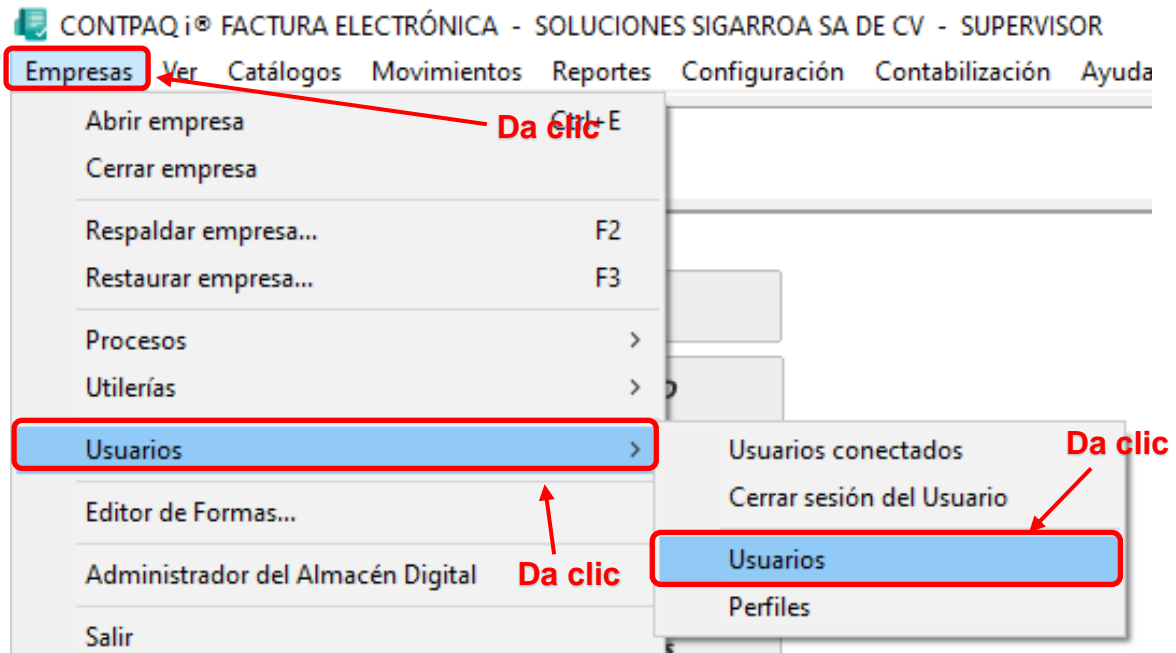 CONTPAQ i® FACTURA ELECTRÓNICA - SOLUCIONES SIGARROA SA DE CV - SUPERVISOR
Empresas Ver Catálogos Movimientos Reportes Configuración Contabilización Ayuda
Abrir empresa Ctrl+E
Da clic
Cerrar empresa
Respaldar empresa... F2
Restaurar empresa... F3
Procesos >
Utilerías >
Usuarios >
Usuarios conectados
Da clic
Cerrar sesión del Usuario
Editor de Formas...
Usuarios
Administrador del Almacén Digital
Da clic
Perfiles
Salir